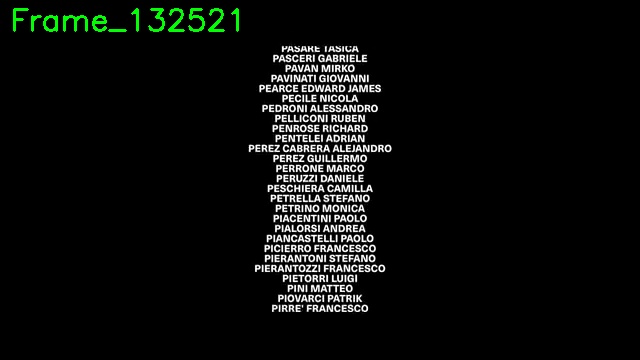 Frame_132521
PASARE TASICA
PASCERI GABRIELE
PAVAN MIRKO
PAVINATI GIOVANNI
PEARCE EDWARD JAMES
PECILE NICOLA
PEDRONI ALESSANDRO
PELLICONI RUBEN
PENROSE RICHARD
PENTELEI ADRIAN
PEREZ CABRERA ALEJANDRO
PEREZ GUILLERMO
PERRONE MARCO
PERUZZI DANIELE
PESCHIERA CAMILLA
PETRELLA STEFANO
PETRINO MONICA
PIACENTINI PAOLO
PIALORSI ANDREA
PIANCASTELLI PAOLO
PICIERRO FRANCESCO
PIERANTONI STEFANO
PIERANTOZZI FRANCESCO
PIETORRI LUIGI
PINI MATTEO
PIOVARCI PATRIK
PIRRE' FRANCESCO